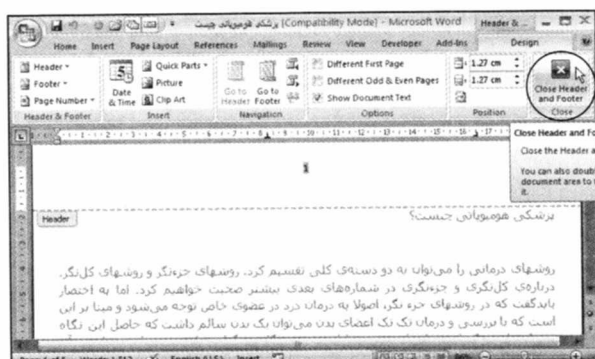 پزشکی هومیوپاتی چیست [Compatibility Mode] - Microsoft Word
Header & ...
Home Insert Page Layout References Mailings Review View Developer Add-Ins Design
Header
Footer
Page Number
Header & Footer
Date & Time
Quick Parts
Picture
Clip Art
Insert
Go to Header
Go to Footer
Navigation
Different First Page
Different Odd & Even Pages
Show Document Text
Options
1.27 cm
1.27 cm
Position
Close Header and Footer
Close
Close Header and Fo
Close the Header a
You can also doub
document area to
it.
1
Header
پزشکی هومیوپاتی چیست؟
روشهای درمانی را می‌توان به دو دسته‌ی کلی تقسیم کرد. روشهای جزءنگر و روشهای کل‌نگر.
درباره‌ی کل‌نگری و جزءنگری در شماره‌های بعدی بیشتر صحبت خواهیم کرد. اما به اختصار
بایدگفت که در روشهای جزء نگر، اصولا به درمان درد در عضوی خاص توجه می‌شود و مبنا بر این
است که با بررسی و درمان تک تک اعضای بدن می‌توان یک بدن سالم داشت که حاصل این نگاه